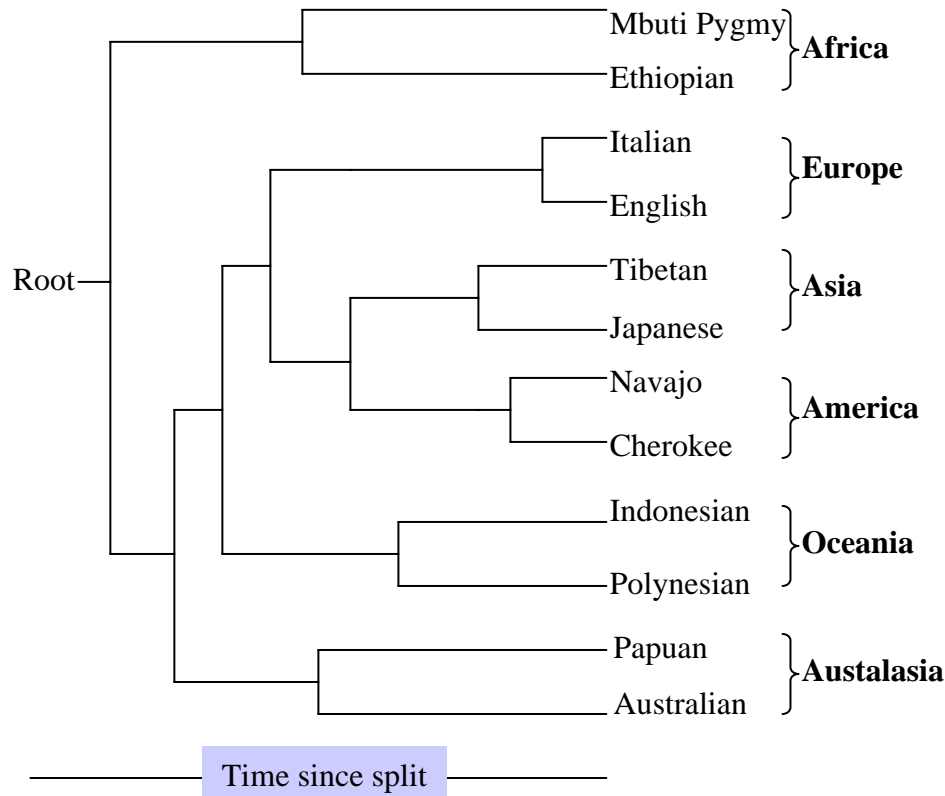 Mbuti Pygmy
Africa
Ethiopian
Italian
Europe
English
Root
Tibetan
Asia
Japanese
Navajo
America
Cherokee
Indonesian
Oceania
Polynesian
Papuan
Austalasia
Australian
Time since split